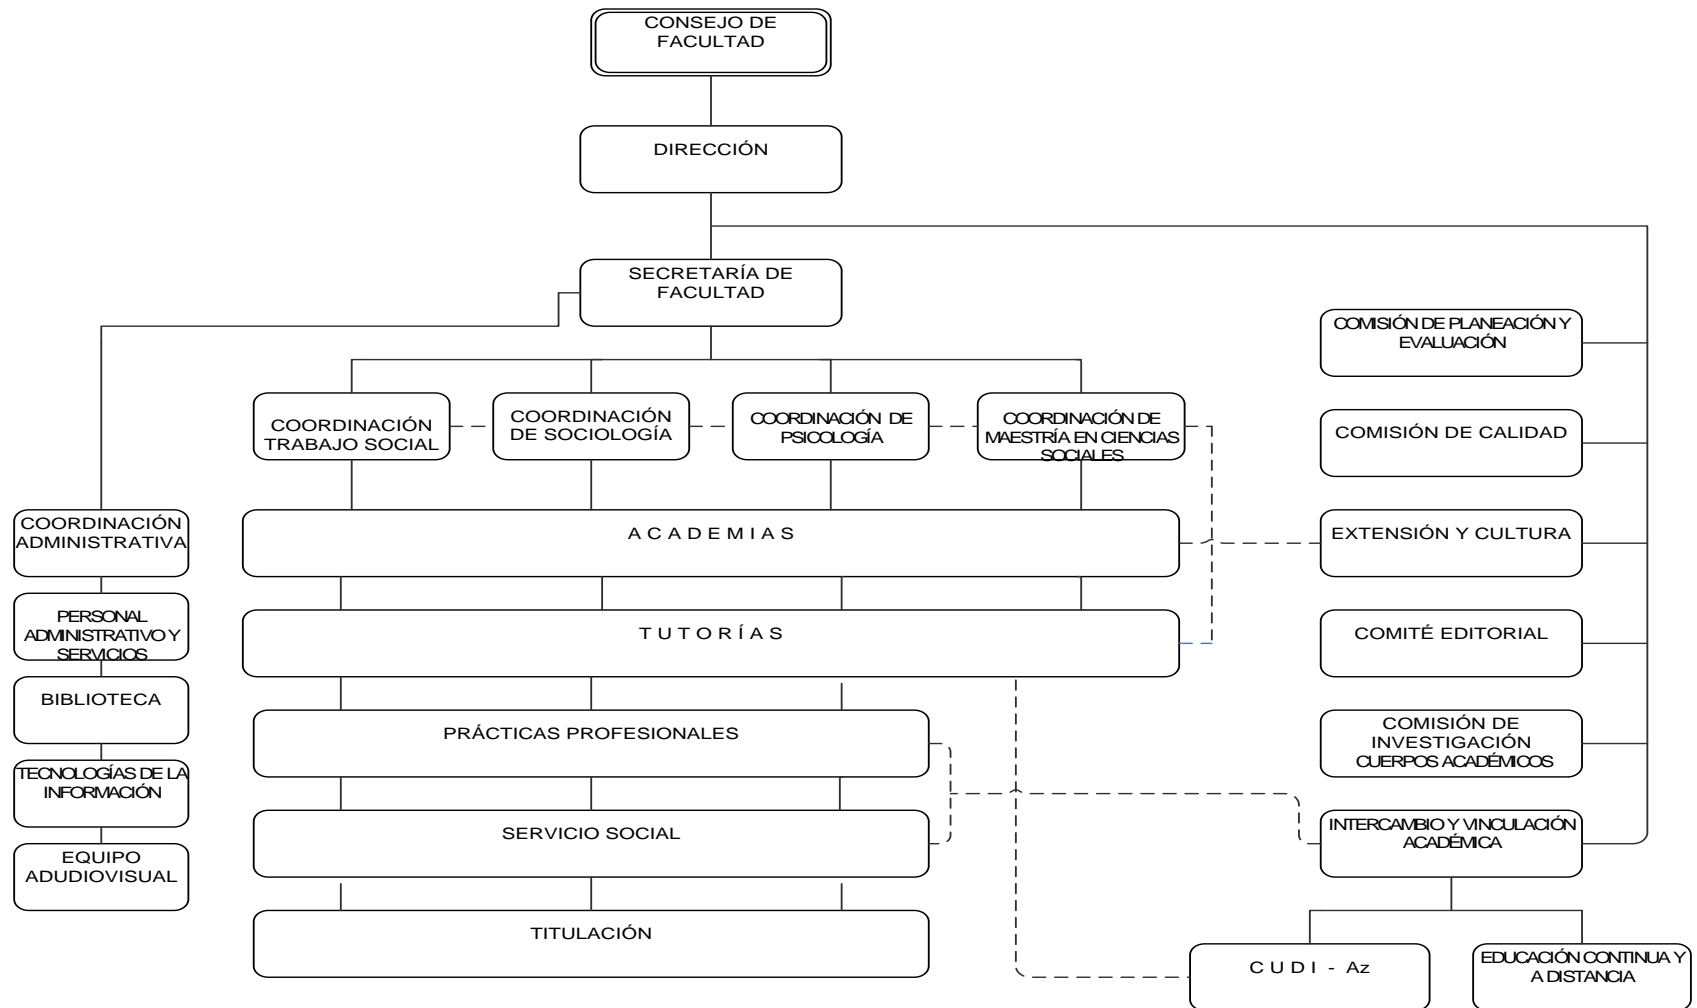 CONSEJO DE
FACULTAD
DIRECCIÓN
SECRETARÍA DE
FACULTAD
COORDINACIÓN
TRABAJO SOCIAL
COORDINACIÓN
DE SOCIOLOGÍA
COORDINACIÓN DE
PSICOLOGÍA
COORDINACIÓN DE
MAESTRÍA EN CIENCIAS
SOCIALES
A C A D E M I A S
T U T O R Í A S
PRÁCTICAS PROFESIONALES
SERVICIO SOCIAL
TITULACIÓN
COORDINACIÓN
ADMINISTRATIVA
PERSONAL
ADMINISTRATIVO Y
SERVICIOS
BIBLIOTECA
TECNOLOGÍAS DE LA
INFORMACIÓN
EQUIPO
ADUDIOVISUAL
COMISIÓN DE PLANEACIÓN Y
EVALUACIÓN
COMISIÓN DE CALIDAD
EXTENSIÓN Y CULTURA
COMITÉ EDITORIAL
COMISIÓN DE
INVESTIGACIÓN
CUERPOS ACADÉMICOS
INTERCAMBIO Y VINCULACIÓN
ACADÉMICA
C U D I - Az
EDUCACIÓN CONTINUA Y
A DISTANCIA